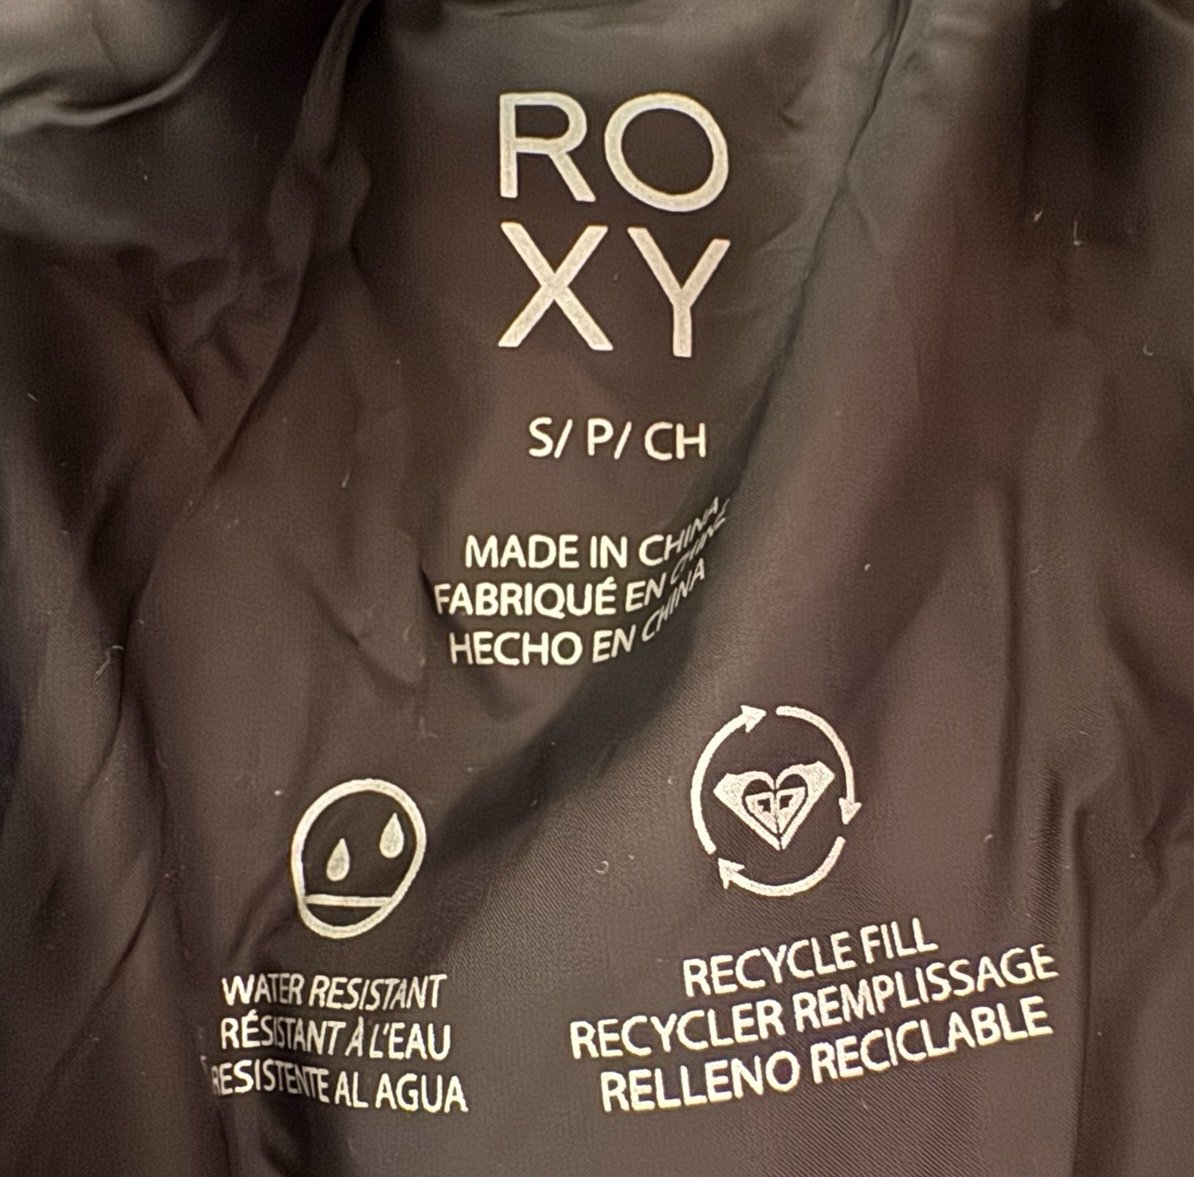 RO
XY
S/ P/ CH
MADE IN CHINA
FABRIQUÉ EN CHINE
HECHO EN CHINA
WATER RESISTANT
RÉSISTANT À L'EAU
RESISTENTE AL AGUA
RECYCLE FILL
RECYCLER REMPLISSAGE
RELLENO RECICLABLE